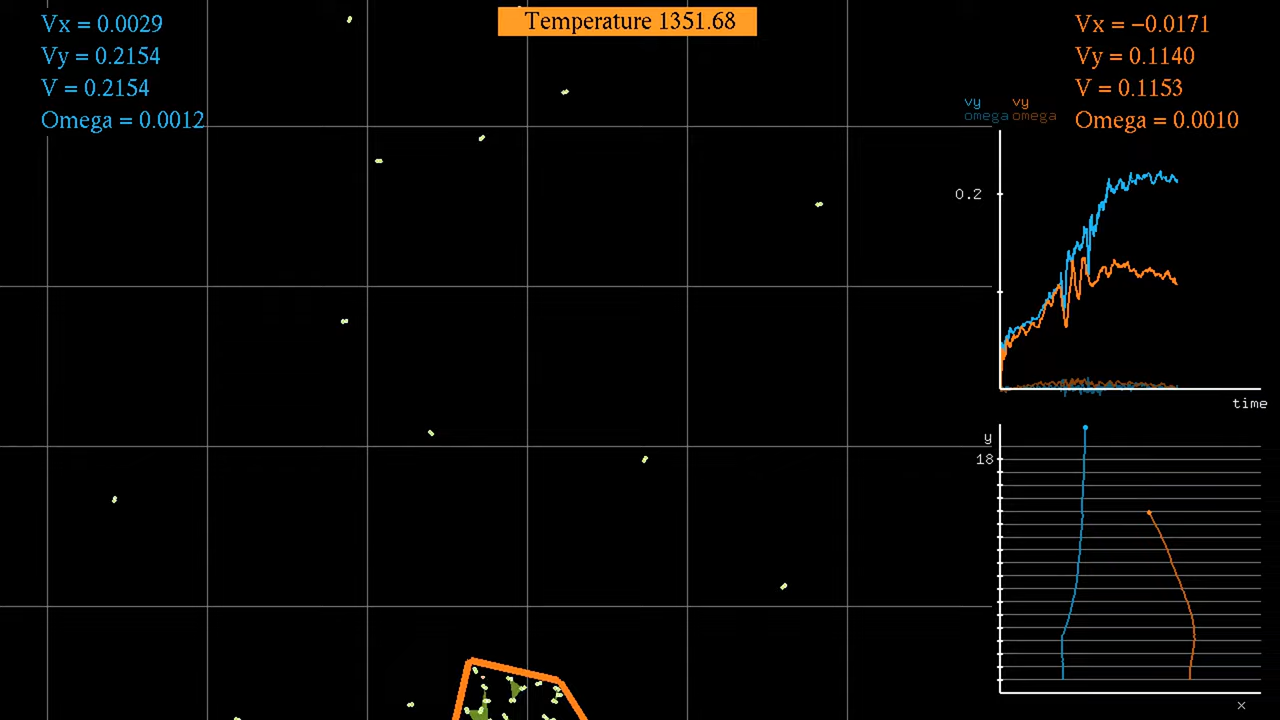 Vx = 0.0029
Vy = 0.2154
V = 0.2154
Omega = 0.0012
Temperature 1351.68
Vx = −0.0171
Vy = 0.1140
V = 0.1153
Omega = 0.0010
vy vy
omega omega
0.2
time
y
18
x